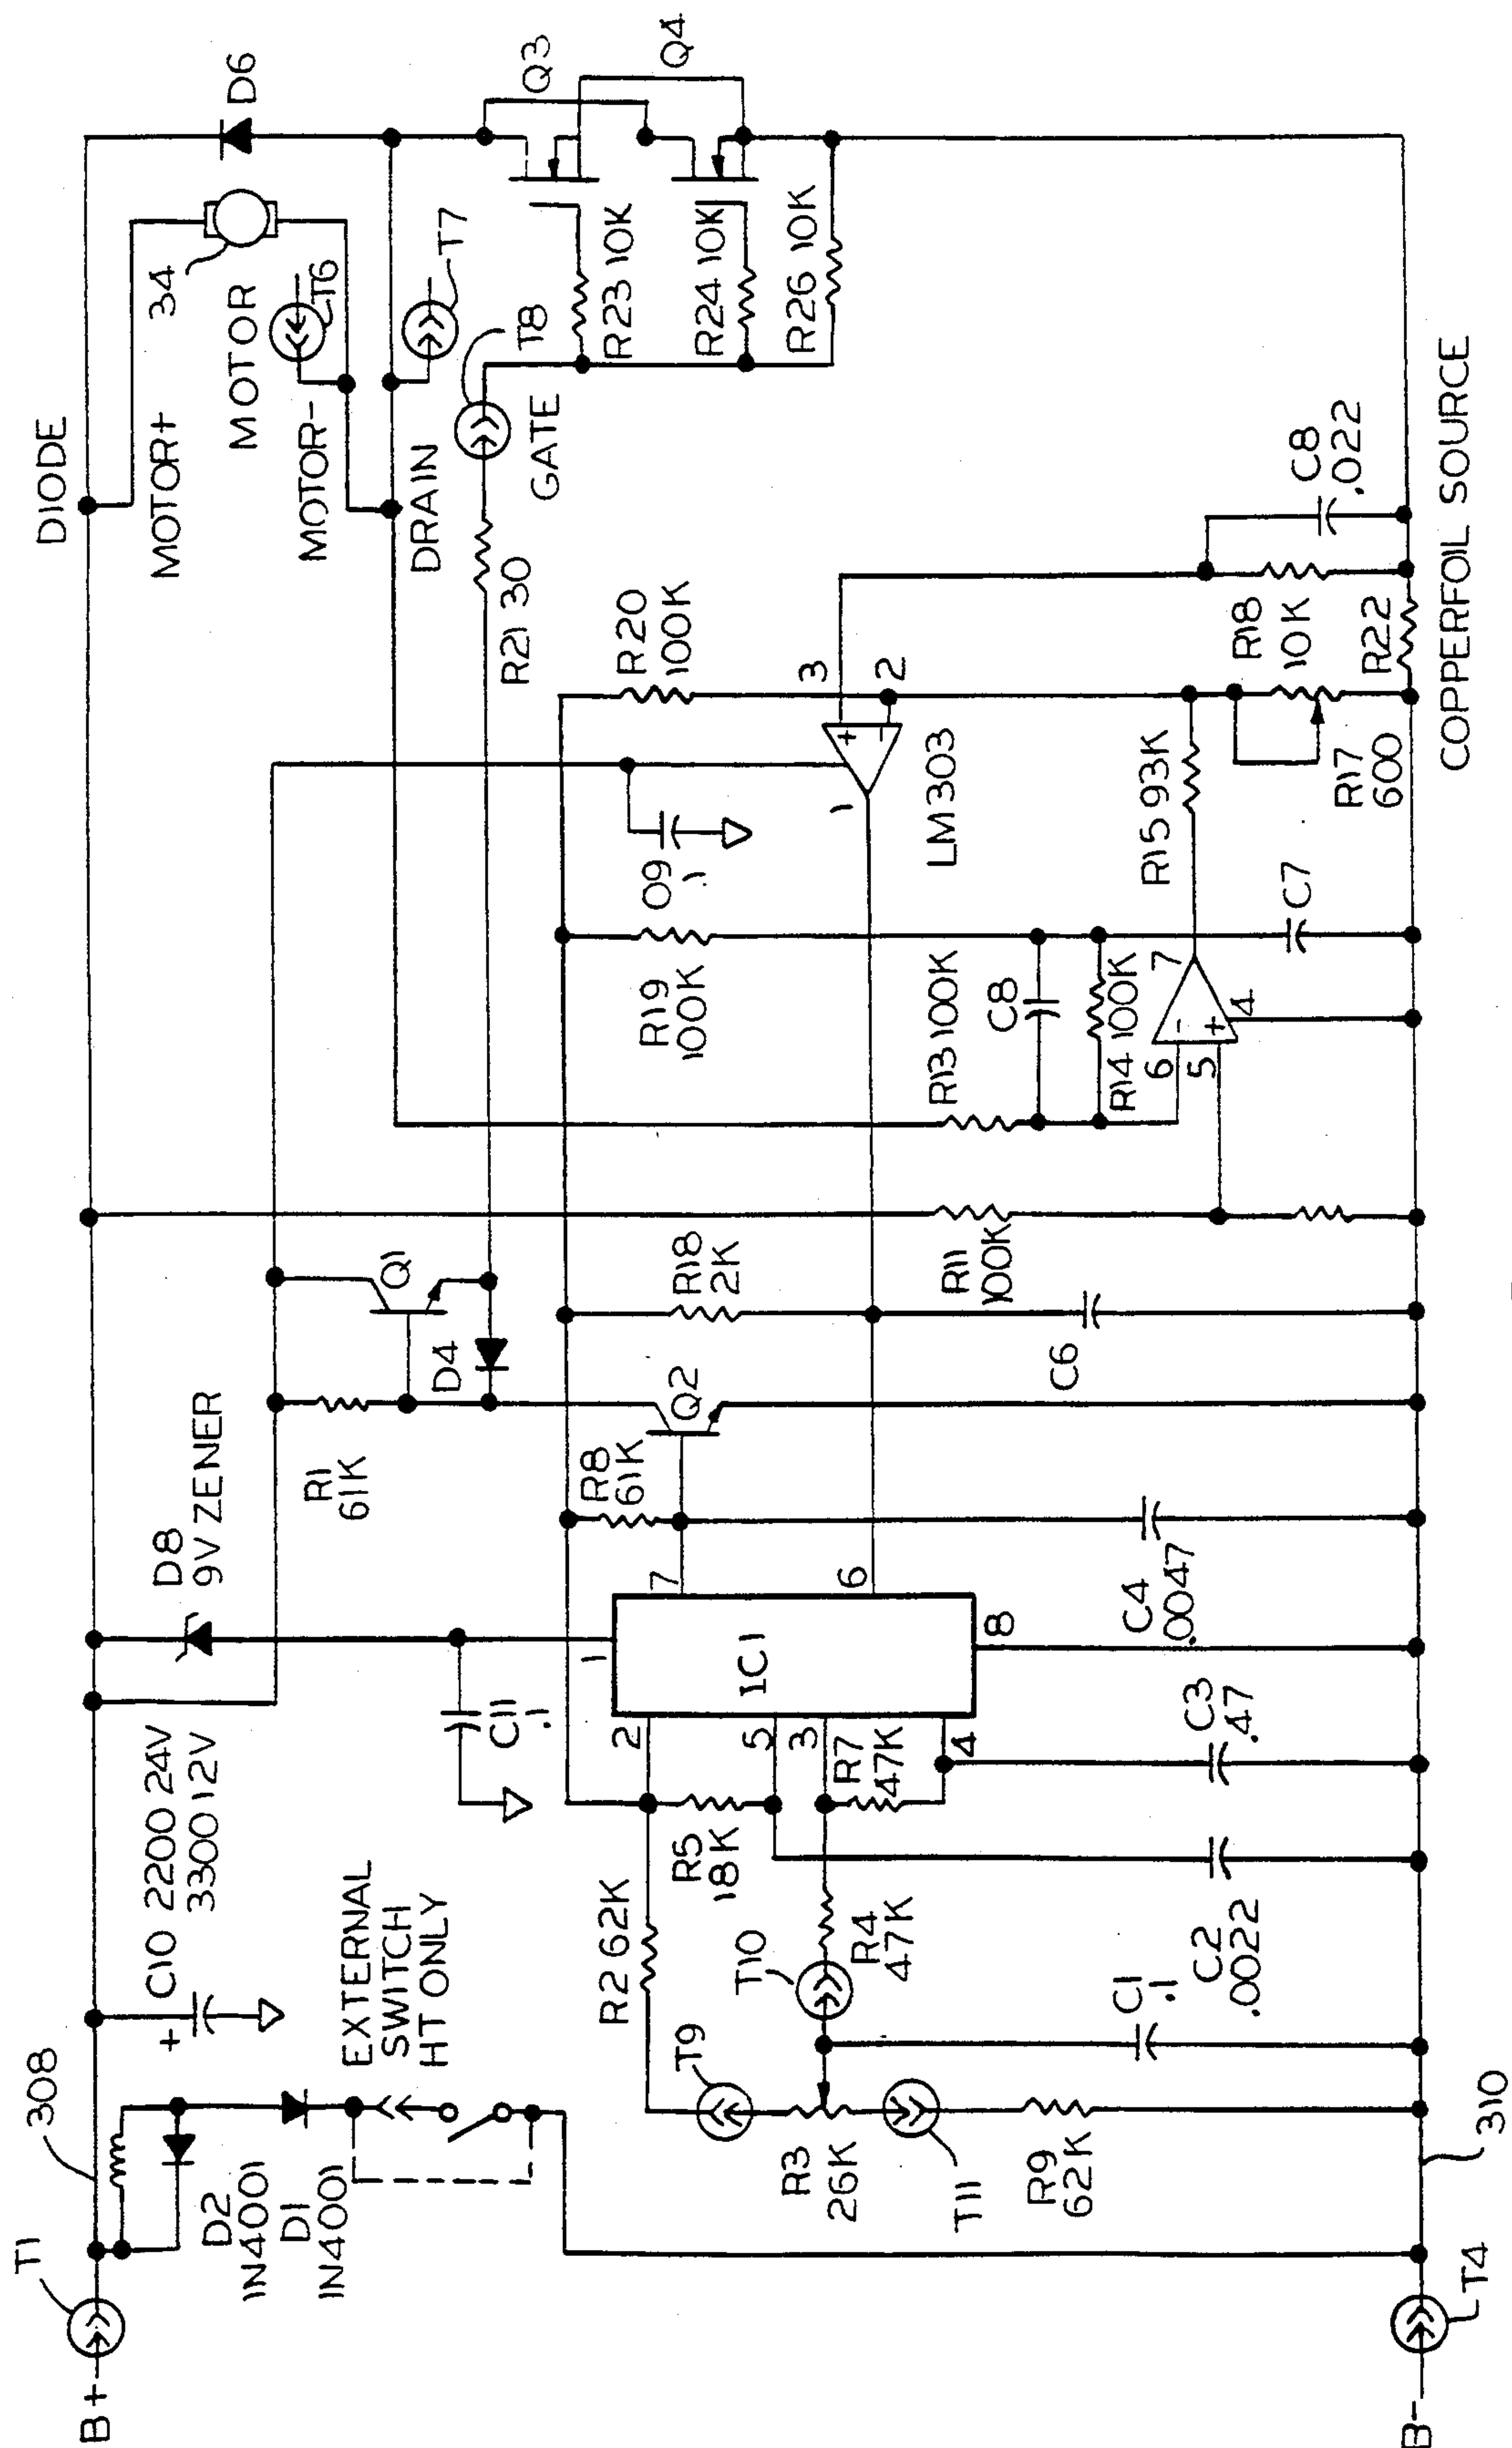 B+
T1
308
D2
1N4001
D1
1N4001
C10 2200 24V
3300 12V
+
EXTERNAL
SWITCH
HT ONLY
D8
9V ZENER
C11
.1
R1
61K
Q1
D4
DIODE
MOTOR+
34
MOTOR
T6
MOTOR-
DRAIN
T7
T8
GATE
R21 30
D6
Q3
Q4
R23 10K
R24 10K
R26 10K
R2 62K
T9
T10
R3
26K
T11
R9
62K
R4
47K
R5
18K
R7
47K
IC1
1
2
5
3
4
7
6
8
R8
61K
Q2
R18
2K
R11
100K
C6
C1
.1
C2
.0022
C3
.47
C4
.0047
R19
100K
O9
.1
R20
100K
3
2
1
+
-
LM303
R13 100K
C8
R14 100K
6
5
7
4
-
+
R15 93K
C7
R17
600
R18
10K
R22
C8
.022
COPPERFOIL SOURCE
B-
T4
310